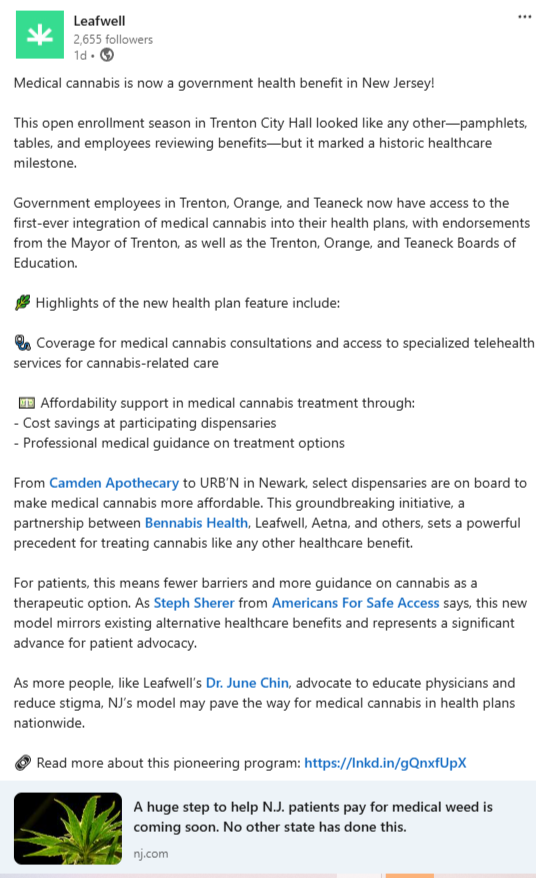 Leafwell
2,655 followers
1d •
Medical cannabis is now a government health benefit in New Jersey!
This open enrollment season in Trenton City Hall looked like any other—pamphlets,
tables, and employees reviewing benefits—but it marked a historic healthcare
milestone.
Government employees in Trenton, Orange, and Teaneck now have access to the
first-ever integration of medical cannabis into their health plans, with endorsements
from the Mayor of Trenton, as well as the Trenton, Orange, and Teaneck Boards of
Education.
Highlights of the new health plan feature include:
Coverage for medical cannabis consultations and access to specialized telehealth
services for cannabis-related care
Affordability support in medical cannabis treatment through:
- Cost savings at participating dispensaries
- Professional medical guidance on treatment options
From Camden Apothecary to URB'N in Newark, select dispensaries are on board to
make medical cannabis more affordable. This groundbreaking initiative, a
partnership between Bennabis Health, Leafwell, Aetna, and others, sets a powerful
precedent for treating cannabis like any other healthcare benefit.
For patients, this means fewer barriers and more guidance on cannabis as a
therapeutic option. As Steph Sherer from Americans For Safe Access says, this new
model mirrors existing alternative healthcare benefits and represents a significant
advance for patient advocacy.
As more people, like Leafwell's Dr. June Chin, advocate to educate physicians and
reduce stigma, NJ's model may pave the way for medical cannabis in health plans
nationwide.
Read more about this pioneering program: https://lnkd.in/gQnxfUpX
A huge step to help N.J. patients pay for medical weed is
coming soon. No other state has done this.
nj.com